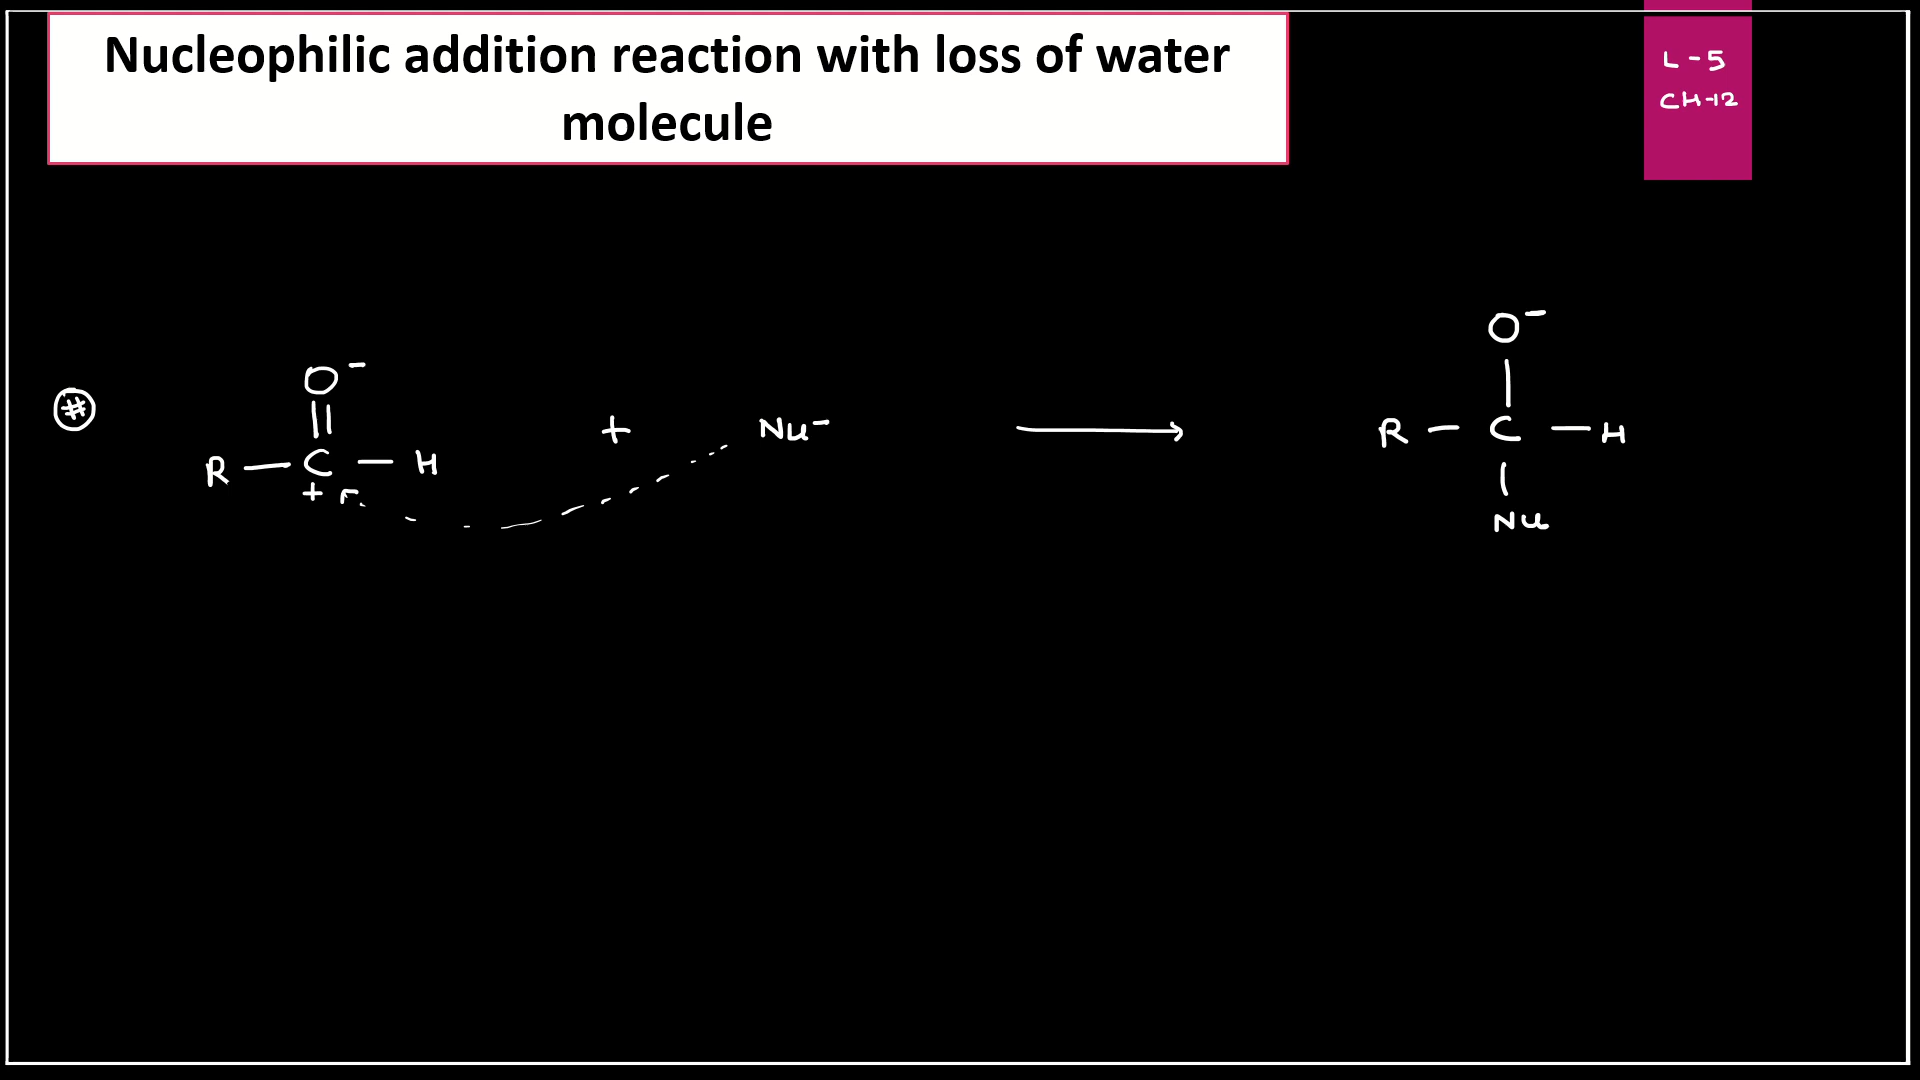 Nucleophilic addition reaction with loss of water
molecule
L-5
CH-12
O⁻
O⁻
R — C — H
+
+ Nu⁻
R — C — H
Nu